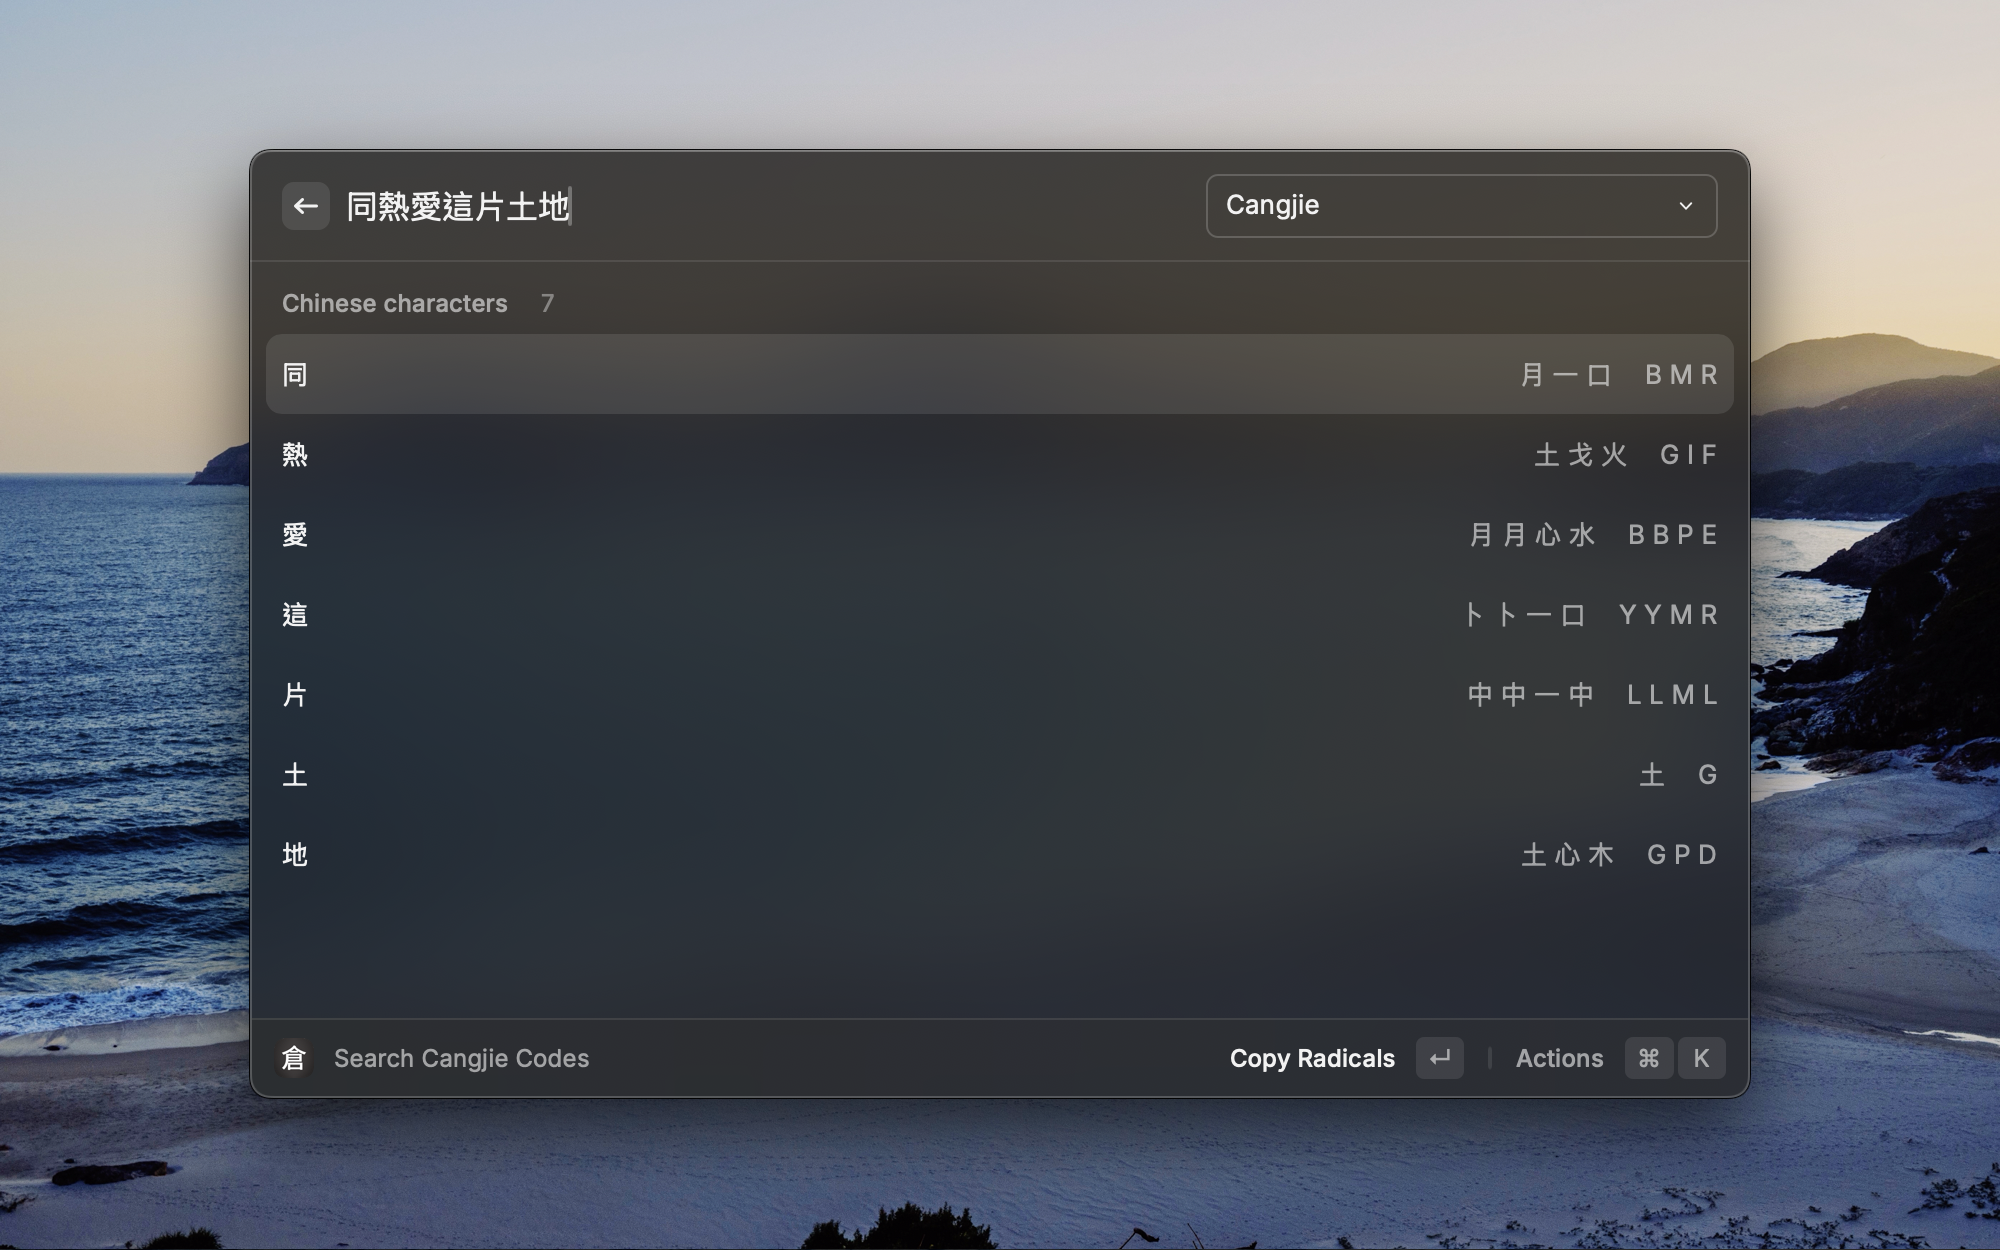 同熱愛這片土地
Cangjie
Chinese characters 7
同 月一口 BMR
熱 土戈火 GIF
愛 月月心水 BBPE
這 卜卜一口 YYMR
片 中中一中 LLML
土 土 G
地 土心木 GPD
倉 Search Cangjie Codes
Copy Radicals ↵ Actions ⌘ K